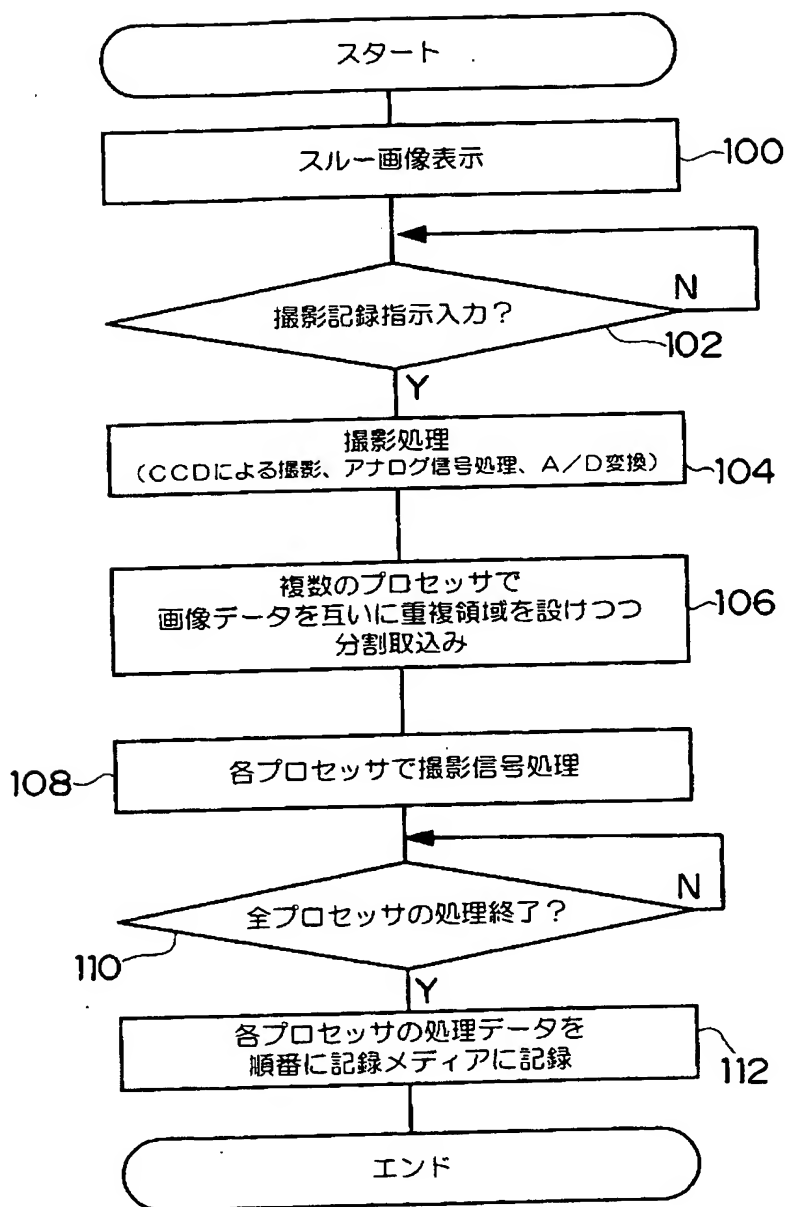 スタート
スルー画像表示
100
N
撮影記録指示入力？
102
Y
撮影処理
（CCDによる撮影、アナログ信号処理、A／D変換）
104
複数のプロセッサで
画像データを互いに重複領域を設けつつ
分割取込み
106
108
各プロセッサで撮影信号処理
N
全プロセッサの処理終了？
110
Y
各プロセッサの処理データを
順番に記録メディアに記録
112
エンド